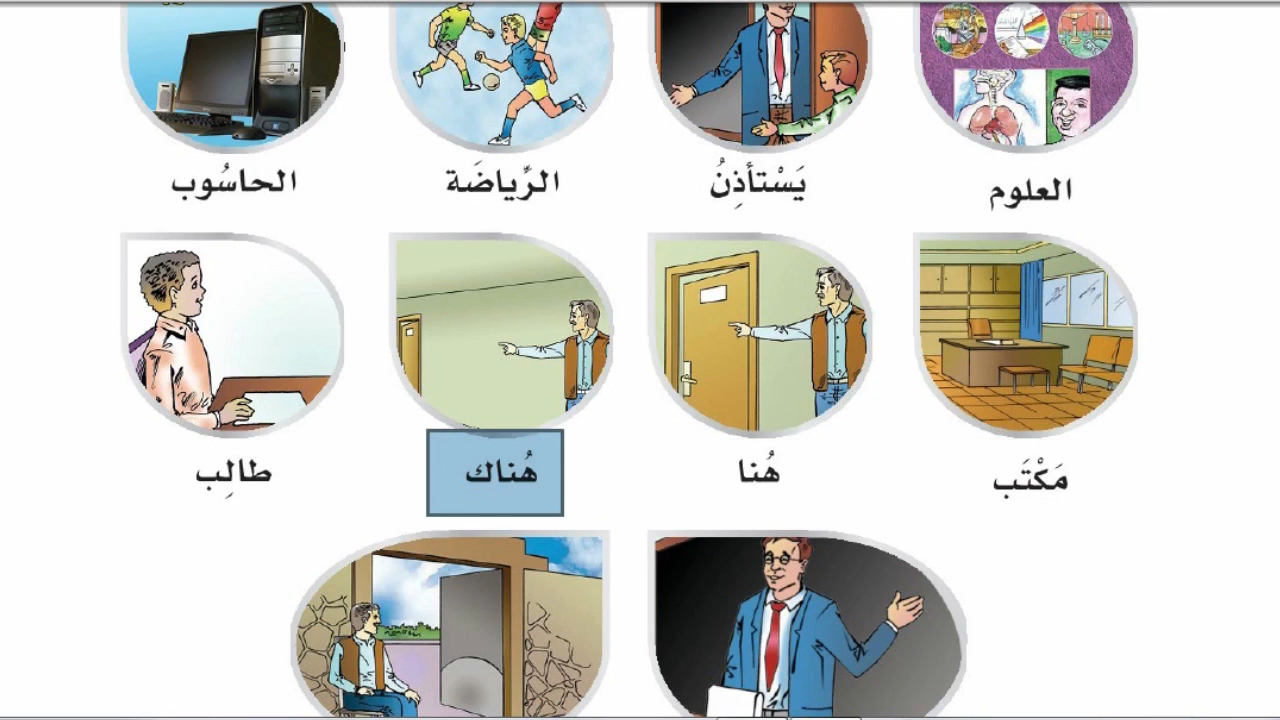 العلوم
يَسْتأذِنُ
الرِّياضَة
الحاسُوب
مَكْتَب
هُنا
هُناك
طالِب